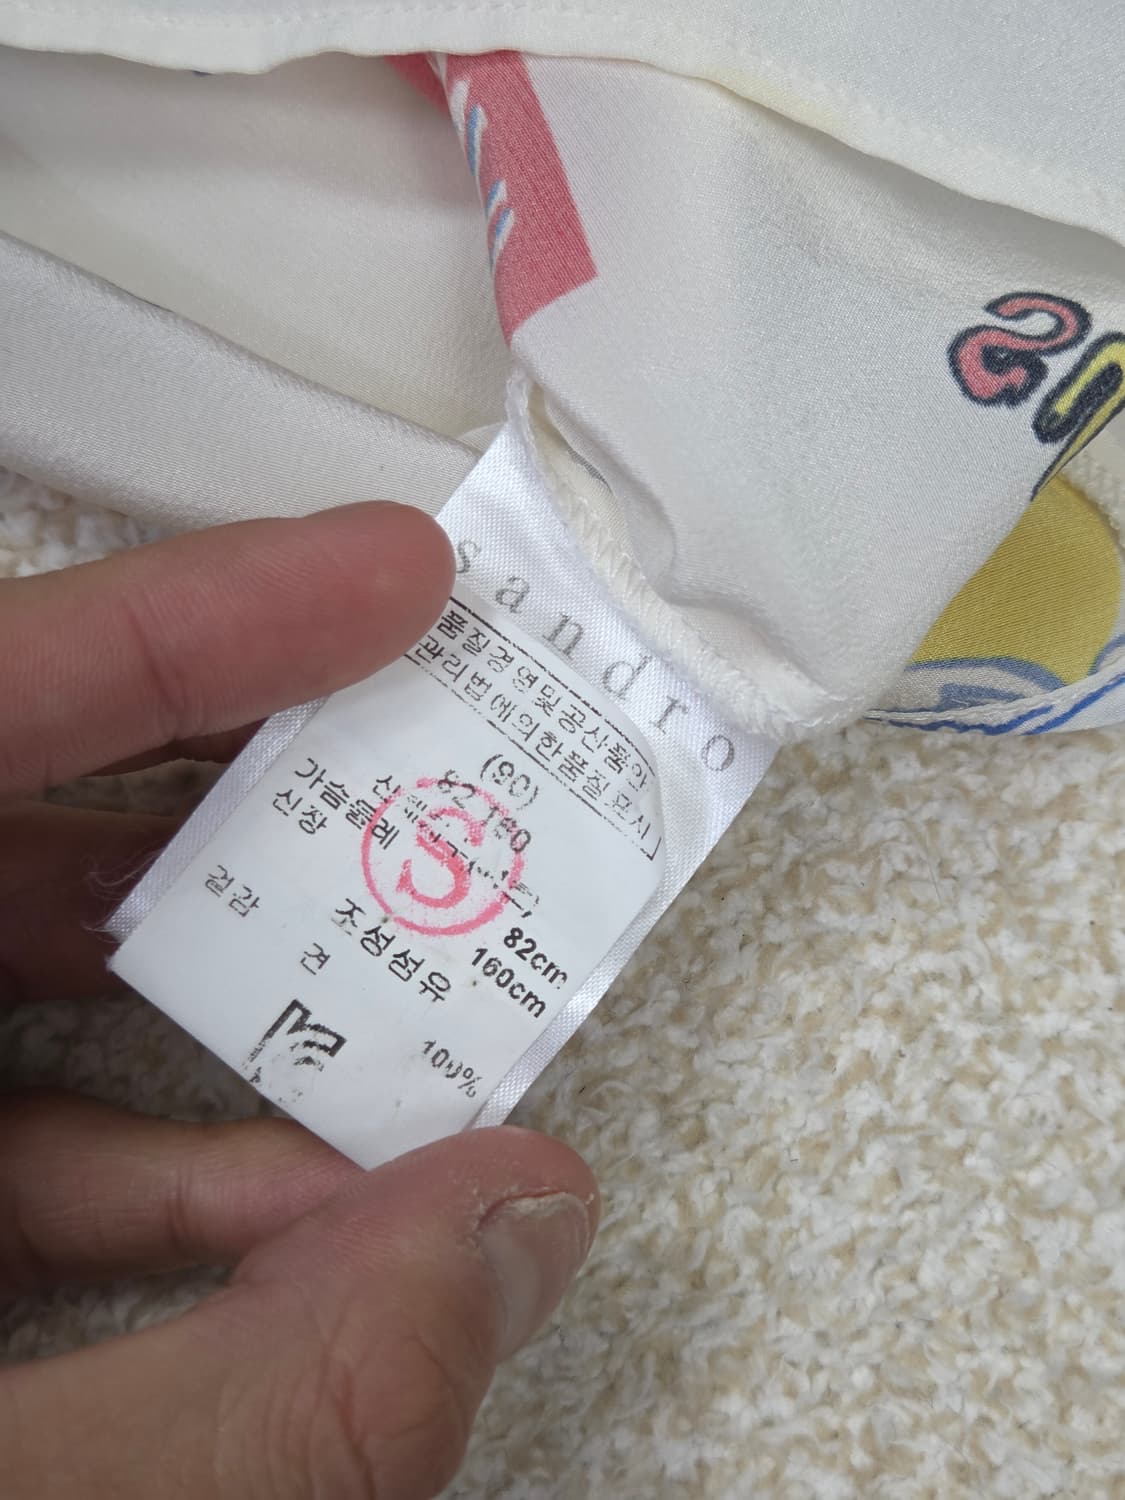 sandro
품질경영및공산품안
관리법에의한품질표시
(90)
82-160
S
가슴둘레 82cm
신장 160cm
조성섬유
겉감 견 100%